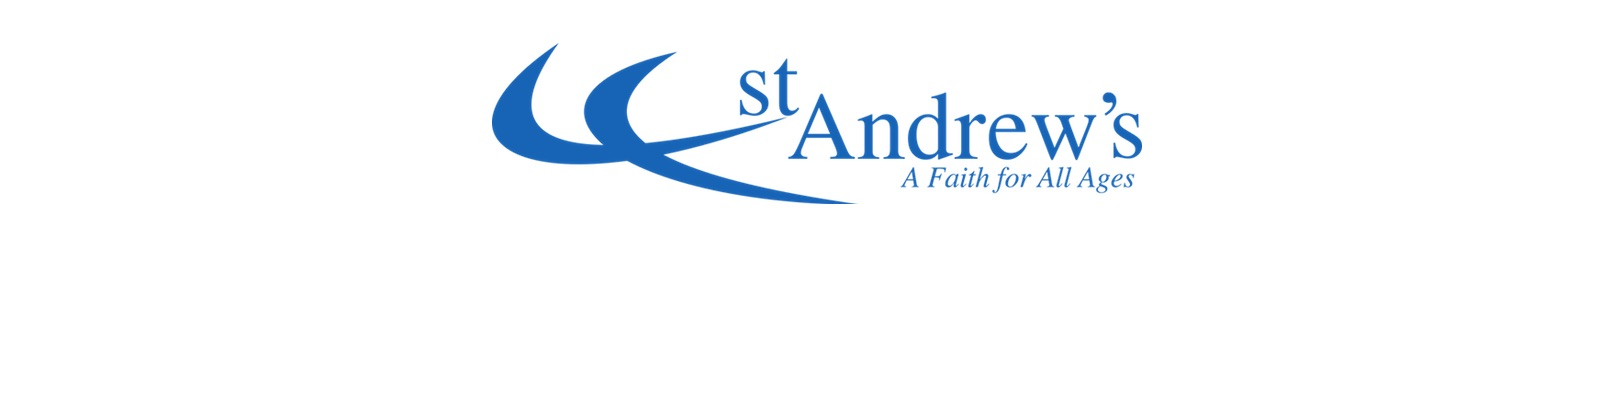 st
Andrew’s
A Faith for All Ages